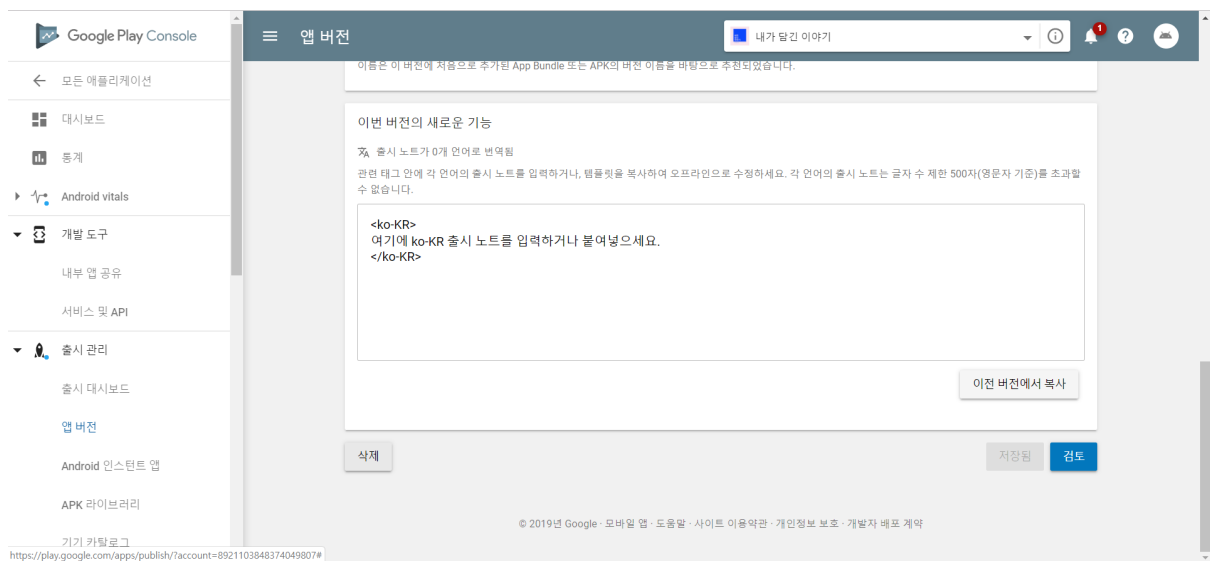 Google Play Console
앱 버전
내가 담긴 이야기
1
모든 애플리케이션
대시보드
통계
Android vitals
개발 도구
내부 앱 공유
서비스 및 API
출시 관리
출시 대시보드
앱 버전
Android 인스턴트 앱
APK 라이브러리
기기 카탈로그
이름은 이 버전에 처음으로 추가된 App Bundle 또는 APK의 버전 이름을 바탕으로 추천되었습니다.
이번 버전의 새로운 기능
출시 노트가 0개 언어로 번역됨
관련 태그 안에 각 언어의 출시 노트를 입력하거나, 템플릿을 복사하여 오프라인으로 수정하세요. 각 언어의 출시 노트는 글자 수 제한 500자(영문자 기준)를 초과할
수 없습니다.
<ko-KR>
여기에 ko-KR 출시 노트를 입력하거나 붙여넣으세요.
</ko-KR>
이전 버전에서 복사
삭제
저장됨
검토
© 2019년 Google · 모바일 앱 · 도움말 · 사이트 이용약관 · 개인정보 보호 · 개발자 배포 계약
https://play.google.com/apps/publish/?account=8921103848374049807#